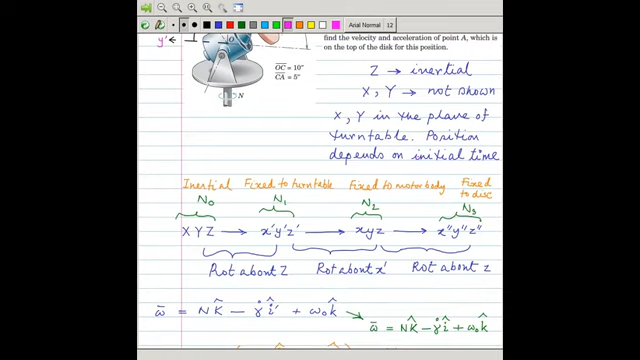 Arial Normal 12
find the velocity and acceleration of point A, which is
on the top of the disk for this position.
y'
OC = 10"
CA = 5"
N
Z → inertial
X, Y → not shown
X, Y in the plane of
turntable. Position
depends on initial time
Inertial Fixed to turntable Fixed to motor body Fixed to disc
N₀ N₁ N₂ N₃
X Y Z → x'y'z' → xyz → x"y"z"
Rot about Z Rot about x' Rot about z
ω̄ = NK̂ − γ̇î' + ω₀k̂
ω̄ = NK̂ − γ̇î + ω₀k̂